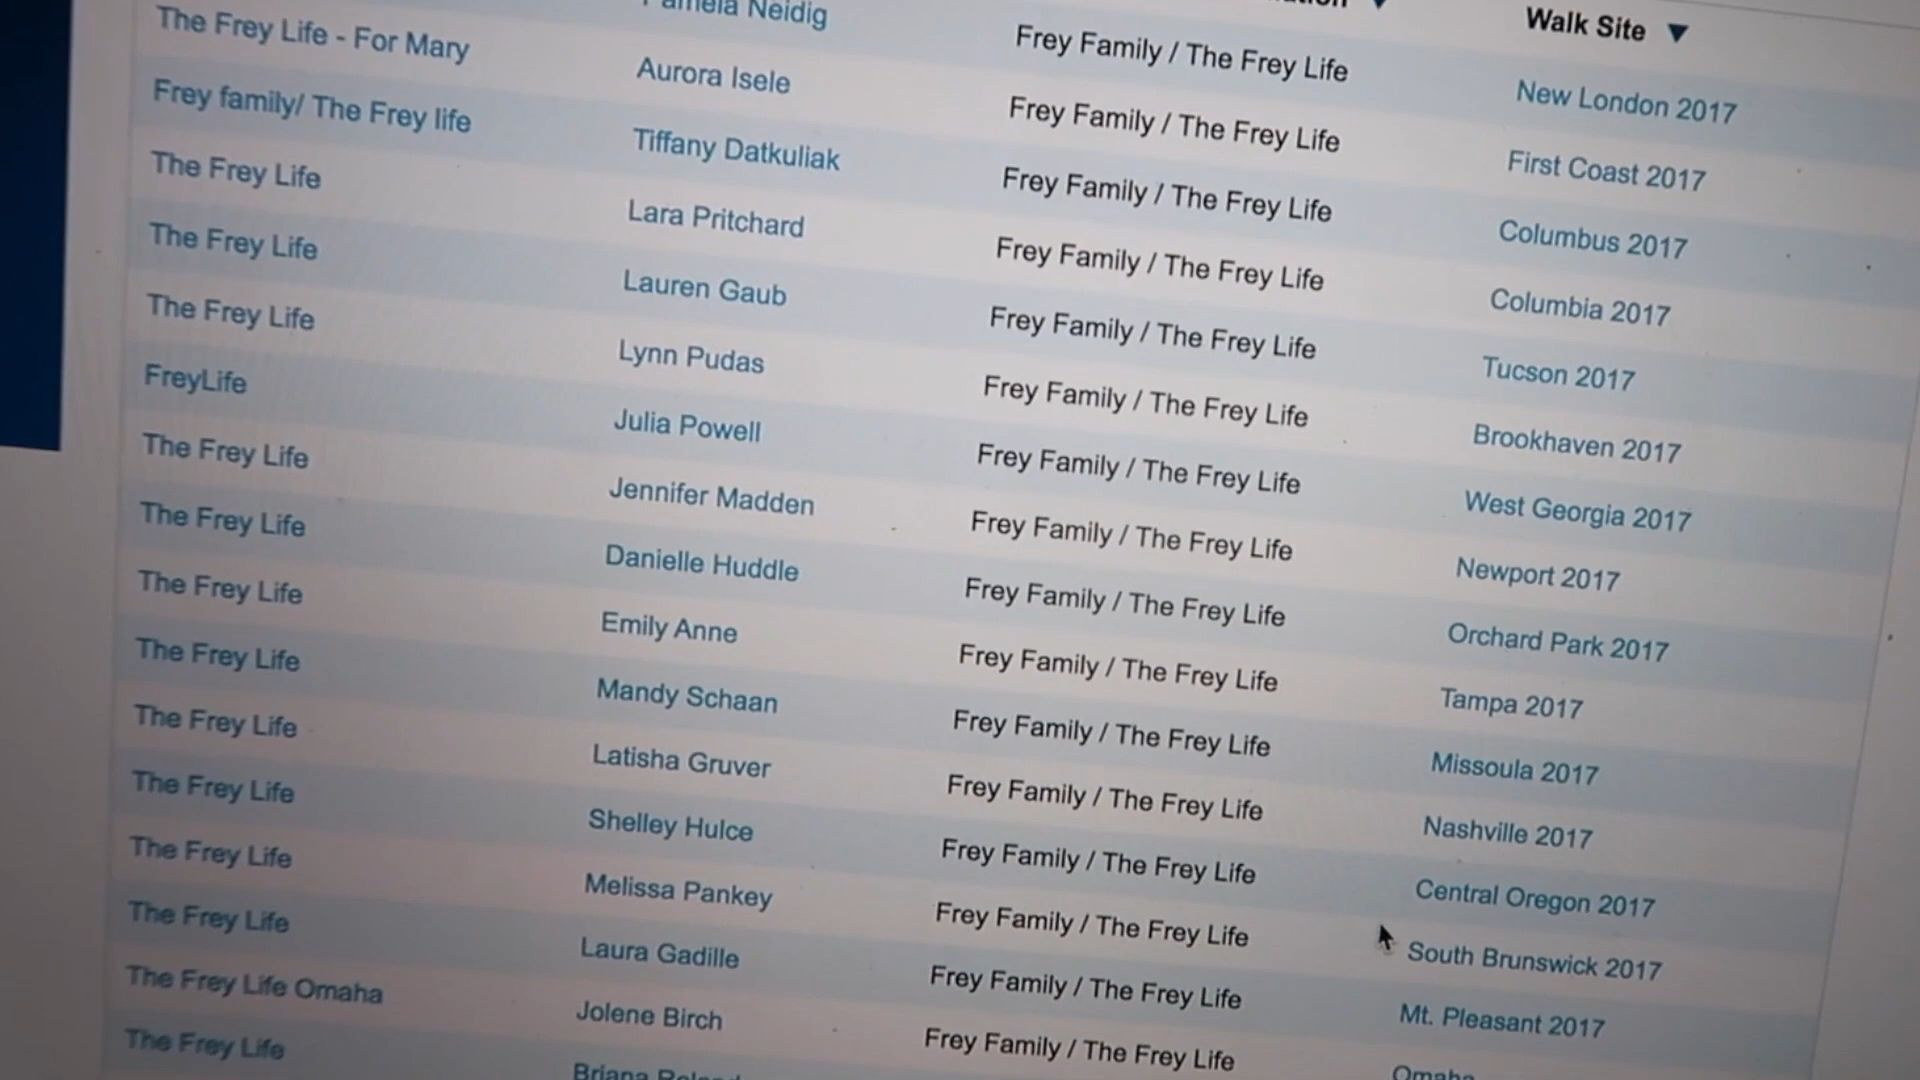 Walk Site ▼
Neidig Frey Family / The Frey Life New London 2017
The Frey Life - For Mary Aurora Isele Frey Family / The Frey Life First Coast 2017
Frey family/ The Frey life Tiffany Datkuliak Frey Family / The Frey Life Columbus 2017
The Frey Life Lara Pritchard Frey Family / The Frey Life Columbia 2017
The Frey Life Lauren Gaub Frey Family / The Frey Life Tucson 2017
The Frey Life Lynn Pudas Frey Family / The Frey Life Brookhaven 2017
FreyLife Julia Powell Frey Family / The Frey Life West Georgia 2017
The Frey Life Jennifer Madden Frey Family / The Frey Life Newport 2017
The Frey Life Danielle Huddle Frey Family / The Frey Life Orchard Park 2017
The Frey Life Emily Anne Frey Family / The Frey Life Tampa 2017
The Frey Life Mandy Schaan Frey Family / The Frey Life Missoula 2017
The Frey Life Latisha Gruver Frey Family / The Frey Life Nashville 2017
The Frey Life Shelley Hulce Frey Family / The Frey Life Central Oregon 2017
The Frey Life Melissa Pankey Frey Family / The Frey Life South Brunswick 2017
The Frey Life Laura Gadille Frey Family / The Frey Life Mt. Pleasant 2017
The Frey Life Omaha Jolene Birch Frey Family / The Frey Life Omaha
The Frey Life Briana